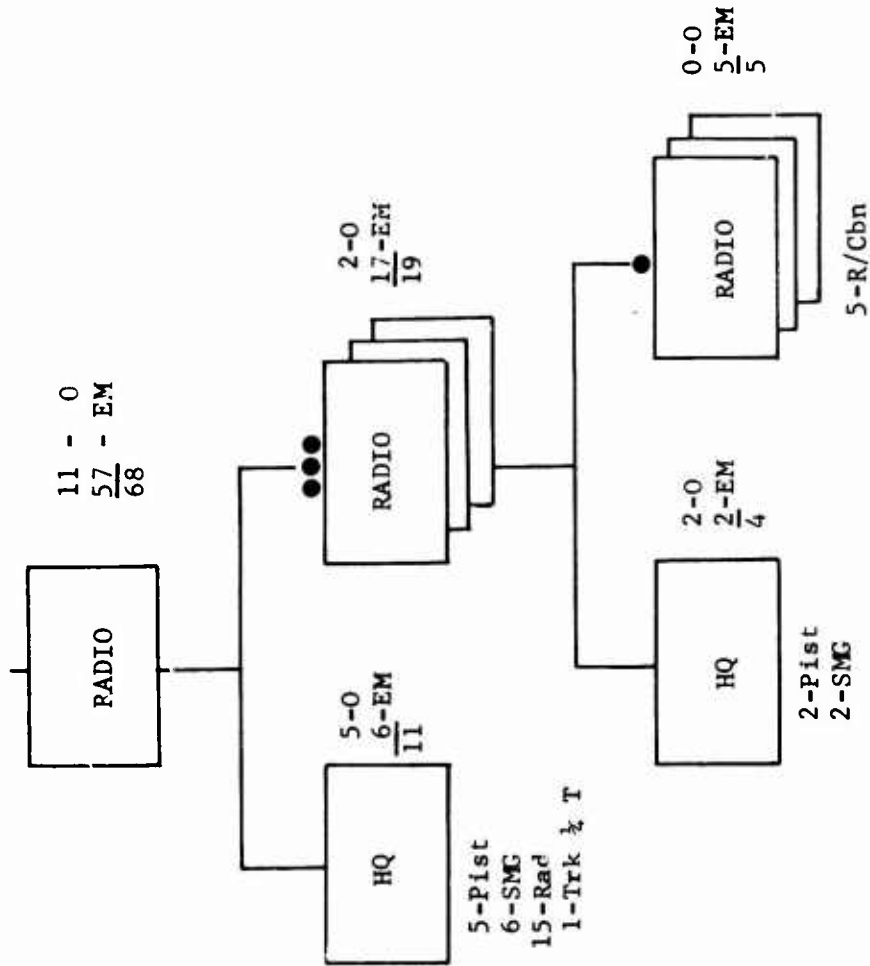 RADIO
11 - O
57 - EM
68
HQ
5-O
6-EM
11
5-Pist
6-SMG
15-Rad
1-Trk ¼ T
RADIO
2-O
17-EM
19
HQ
2-O
2-EM
4
2-Pist
2-SMG
RADIO
0-O
5-EM
5
5-R/Cbn